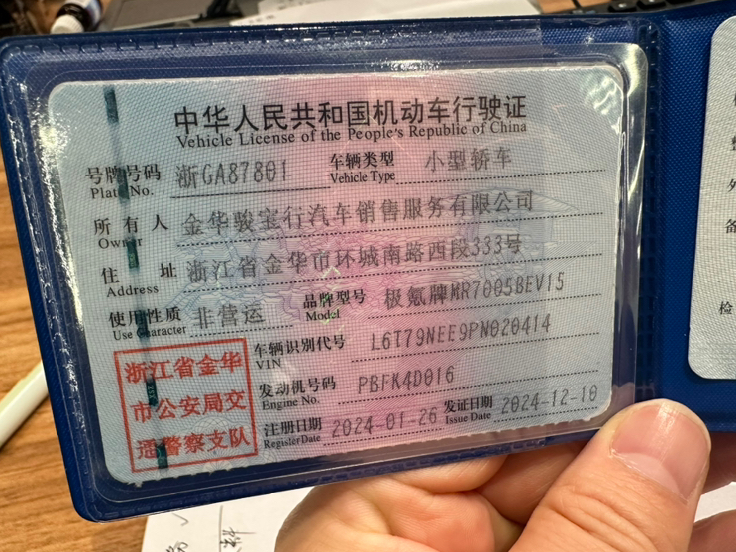 中华人民共和国机动车行驶证
Vehicle License of the People's Republic of China
号牌号码 浙GA87801 车辆类型 小型轿车
Plate No. Vehicle Type
所有人 金华骏宝行汽车销售服务有限公司
Owner
住址 浙江省金华市环城南路西段333号
Address
使用性质 非营运 品牌型号 极氪牌MR7005BEV15
Use Character Model
浙江省金华
市公安局交
通警察支队
车辆识别代号 L6T79NEE9PN020414
VIN
发动机号码 PBFK4D016
Engine No.
注册日期 2024-01-26 发证日期 2024-12-10
Register Date Issue Date
检